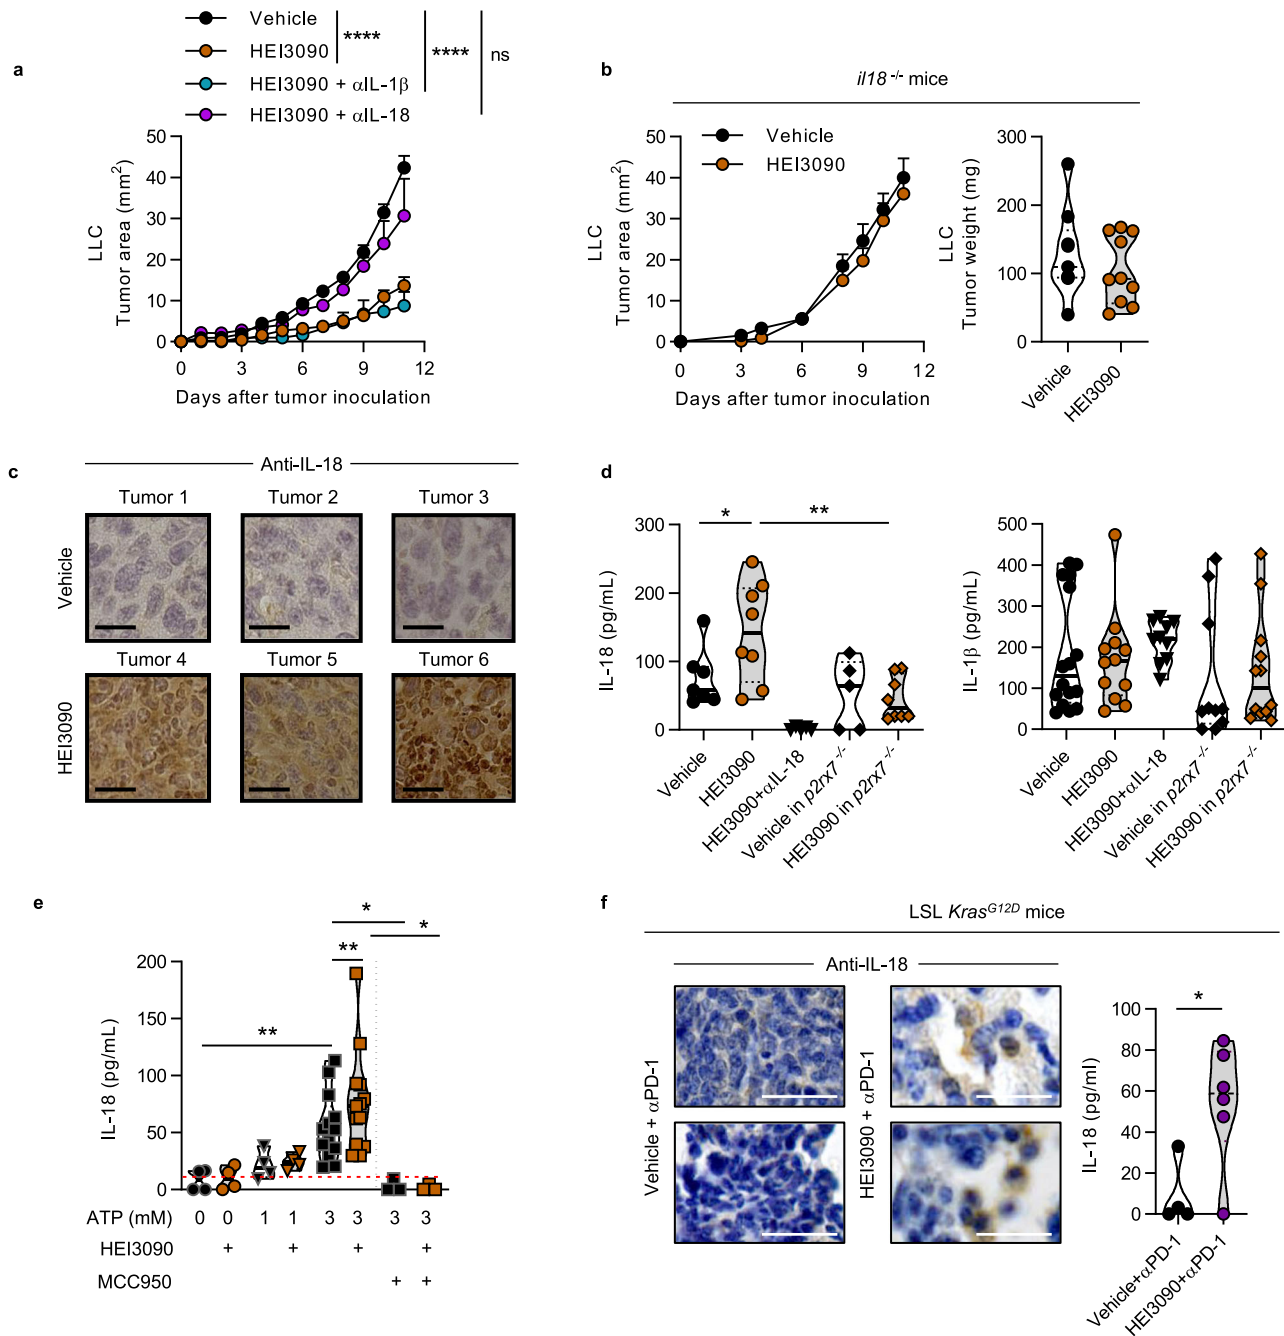 a
Vehicle
HEI3090
HEI3090 + αIL-1β
HEI3090 + αIL-18
****
****
ns
LLC
Tumor area (mm²)
50
40
30
20
10
0
0 3 6 9 12
Days after tumor inoculation
b
il18 -/- mice
Vehicle
HEI3090
LLC
Tumor area (mm²)
50
40
30
20
10
0
0 3 6 9 12
Days after tumor inoculation
LLC
Tumor weight (mg)
300
200
100
0
Vehicle
HEI3090
c
Anti-IL-18
Tumor 1 Tumor 2 Tumor 3
Vehicle
Tumor 4 Tumor 5 Tumor 6
HEI3090
d
* **
IL-18 (pg/mL)
300
200
100
0
Vehicle
HEI3090
HEI3090+αIL-18
Vehicle in p2rx7-/-
HEI3090 in p2rx7-/-
IL-1β (pg/mL)
500
400
300
200
100
0
Vehicle
HEI3090
HEI3090+αIL-18
Vehicle in p2rx7-/-
HEI3090 in p2rx7-/-
e
*
*
**
**
IL-18 (pg/mL)
200
150
100
50
0
ATP (mM) 0 0 1 1 3 3 3 3
HEI3090 + + + +
MCC950 + +
f
LSL KrasG12D mice
Anti-IL-18
Vehicle + αPD-1
HEI3090 + αPD-1
*
IL-18 (pg/ml)
100
80
60
40
20
0
Vehicle+αPD-1
HEI3090+αPD-1